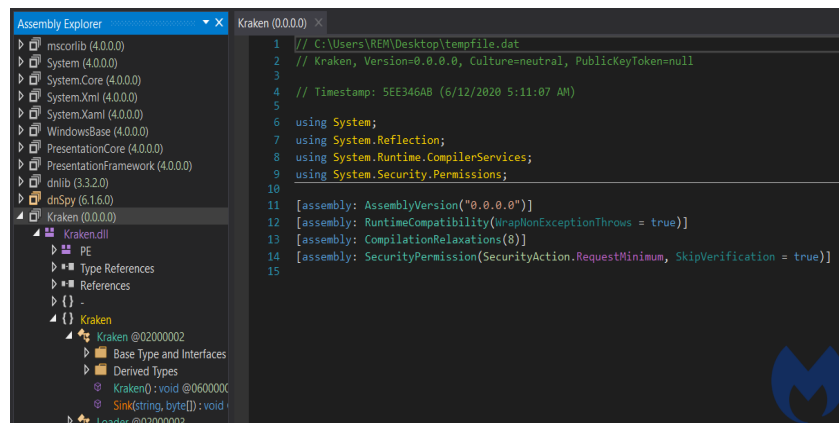 Assembly Explorer
mscorlib (4.0.0.0)
System (4.0.0.0)
System.Core (4.0.0.0)
System.Xml (4.0.0.0)
System.Xaml (4.0.0.0)
WindowsBase (4.0.0.0)
PresentationCore (4.0.0.0)
PresentationFramework (4.0.0.0)
dnlib (3.3.2.0)
dnSpy (6.1.6.0)
Kraken (0.0.0.0)
Kraken.dll
PE
Type References
References
{} -
{} Kraken
Kraken @02000002
Base Type and Interfaces
Derived Types
Kraken() : void @060000
Sink(string, byte[]) : void
Loader @02000003
Kraken (0.0.0.0)
1 // C:\Users\REM\Desktop\tempfile.dat
2 // Kraken, Version=0.0.0.0, Culture=neutral, PublicKeyToken=null
3
4 // Timestamp: 5EE346AB (6/12/2020 5:11:07 AM)
5
6 using System;
7 using System.Reflection;
8 using System.Runtime.CompilerServices;
9 using System.Security.Permissions;
10
11 [assembly: AssemblyVersion("0.0.0.0")]
12 [assembly: RuntimeCompatibility(WrapNonExceptionThrows = true)]
13 [assembly: CompilationRelaxations(8)]
14 [assembly: SecurityPermission(SecurityAction.RequestMinimum, SkipVerification = true)]
15